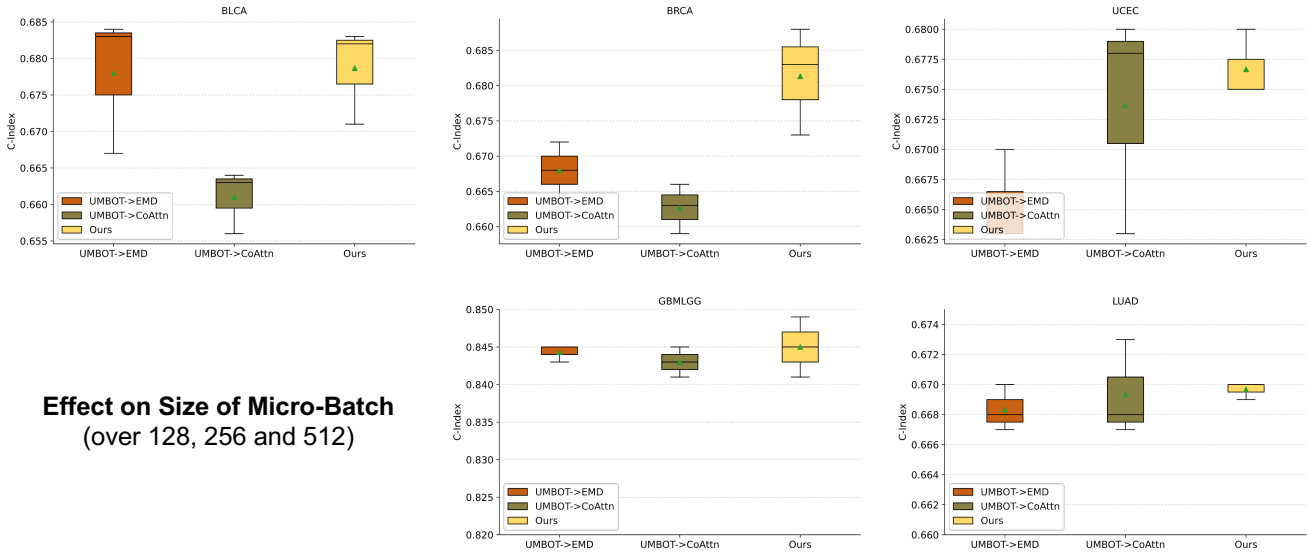 BLCA
0.685
0.680
0.675
0.670
0.665
0.660
0.655
C-Index
UMBOT->EMD
UMBOT->CoAttn
Ours
UMBOT->EMD UMBOT->CoAttn Ours
BRCA
0.685
0.680
0.675
0.670
0.665
0.660
C-Index
UMBOT->EMD
UMBOT->CoAttn
Ours
UMBOT->EMD UMBOT->CoAttn Ours
UCEC
0.6800
0.6775
0.6750
0.6725
0.6700
0.6675
0.6650
0.6625
C-Index
UMBOT->EMD
UMBOT->CoAttn
Ours
UMBOT->EMD UMBOT->CoAttn Ours
Effect on Size of Micro-Batch
(over 128, 256 and 512)
GBMLGG
0.850
0.845
0.840
0.835
0.830
0.825
0.820
C-Index
UMBOT->EMD
UMBOT->CoAttn
Ours
UMBOT->EMD UMBOT->CoAttn Ours
LUAD
0.674
0.672
0.670
0.668
0.666
0.664
0.662
0.660
C-Index
UMBOT->EMD
UMBOT->CoAttn
Ours
UMBOT->EMD UMBOT->CoAttn Ours